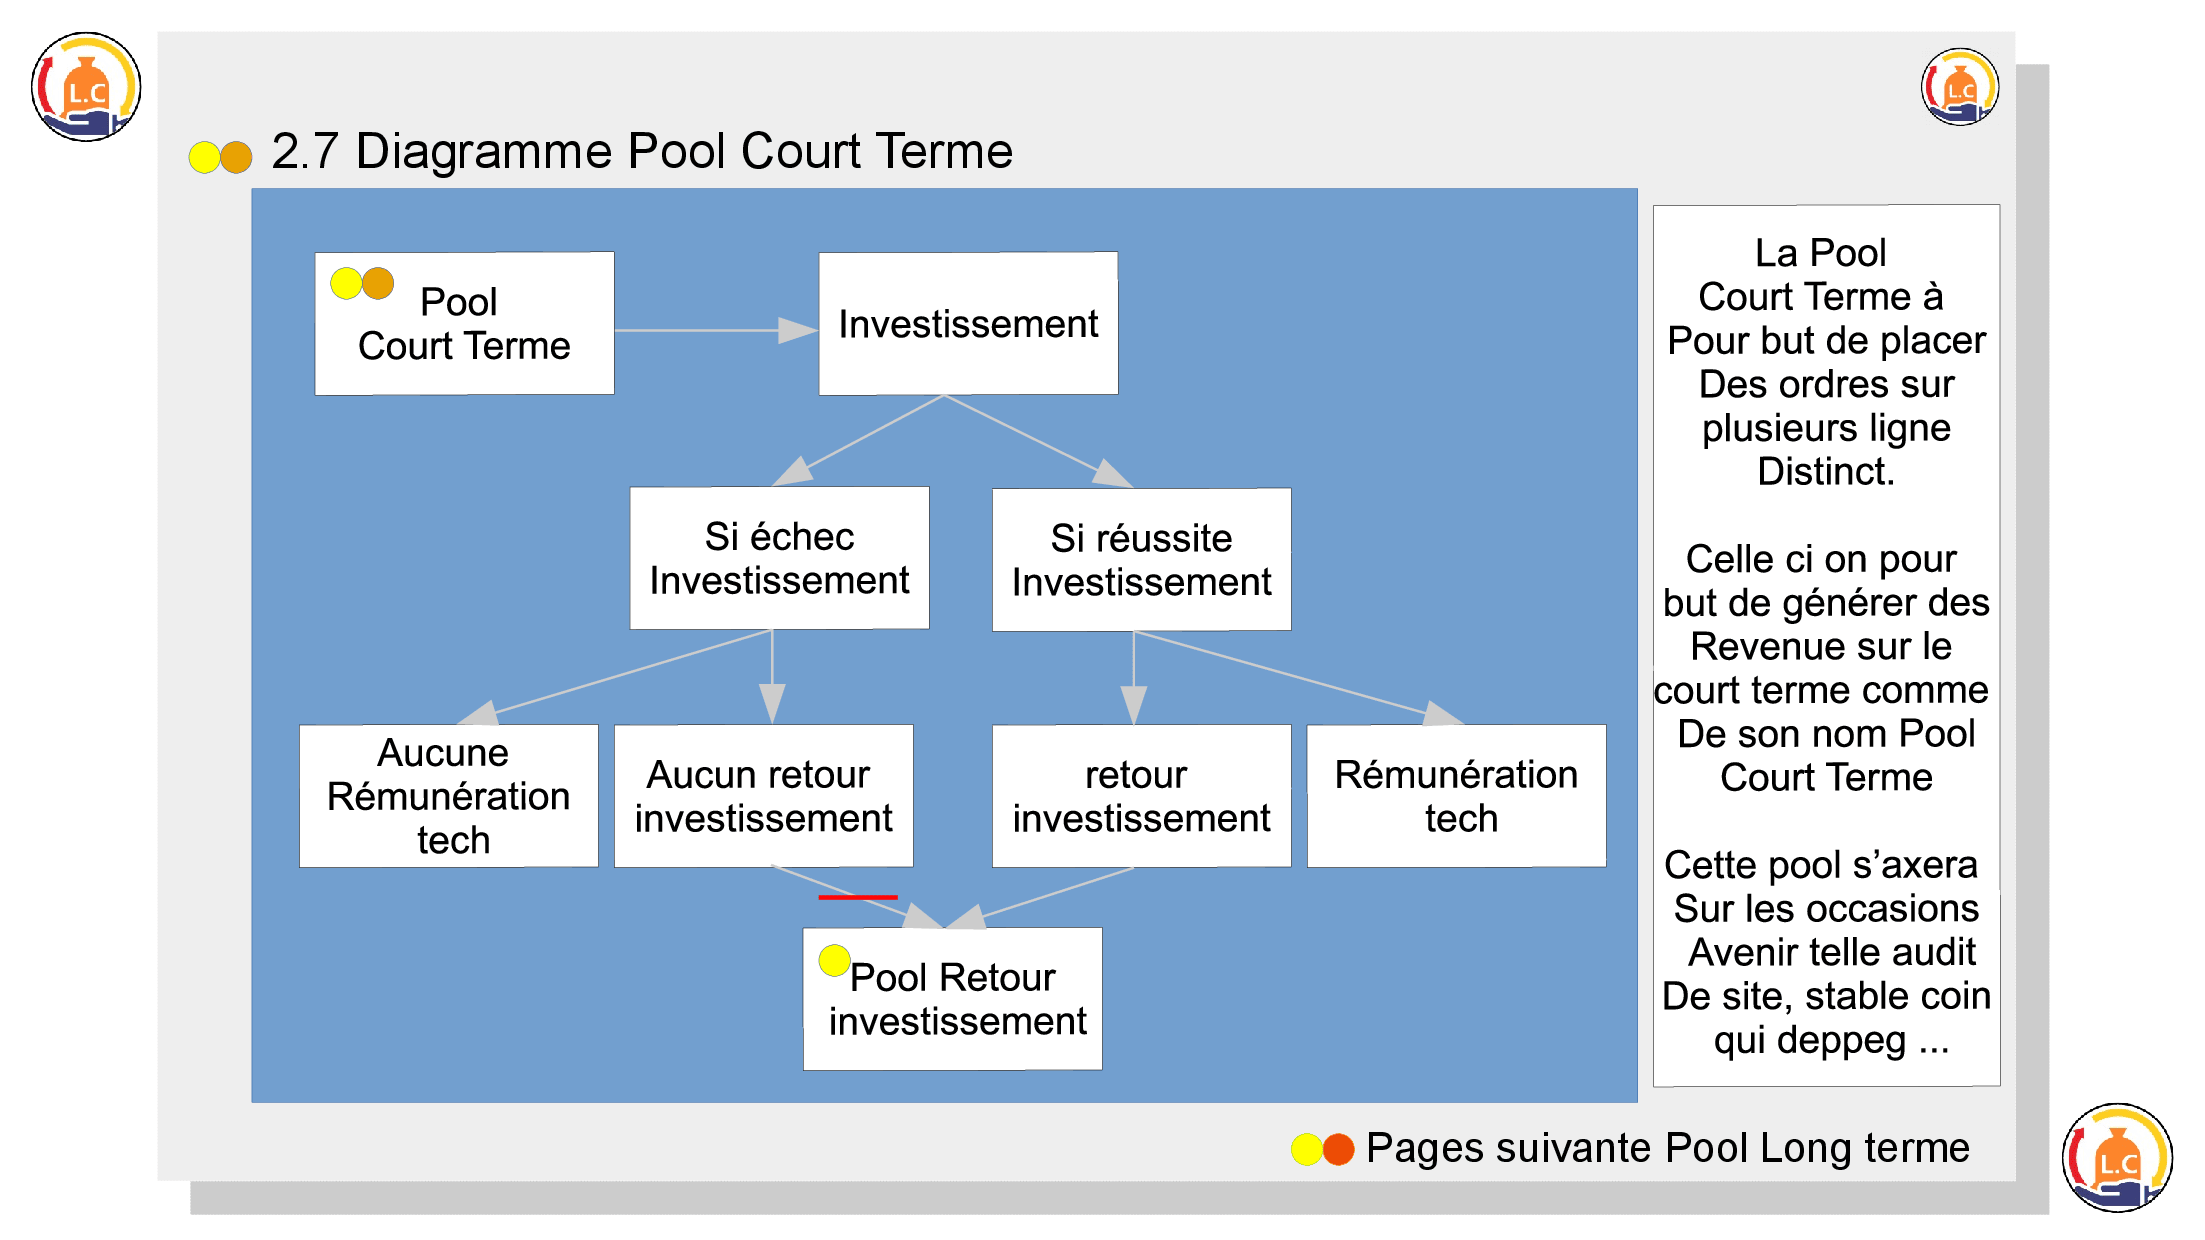 L.C
L.C
2.7 Diagramme Pool Court Terme
Pool
Court Terme
Investissement
Si échec
Investissement
Si réussite
Investissement
Aucune
Rémunération
tech
Aucun retour
investissement
retour
investissement
Rémunération
tech
Pool Retour
investissement
La Pool
Court Terme à
Pour but de placer
Des ordres sur
plusieurs ligne
Distinct.
Celle ci on pour
but de générer des
Revenue sur le
court terme comme
De son nom Pool
Court Terme
Cette pool s’axera
Sur les occasions
Avenir telle audit
De site, stable coin
qui deppeg ...
Pages suivante Pool Long terme
L.C